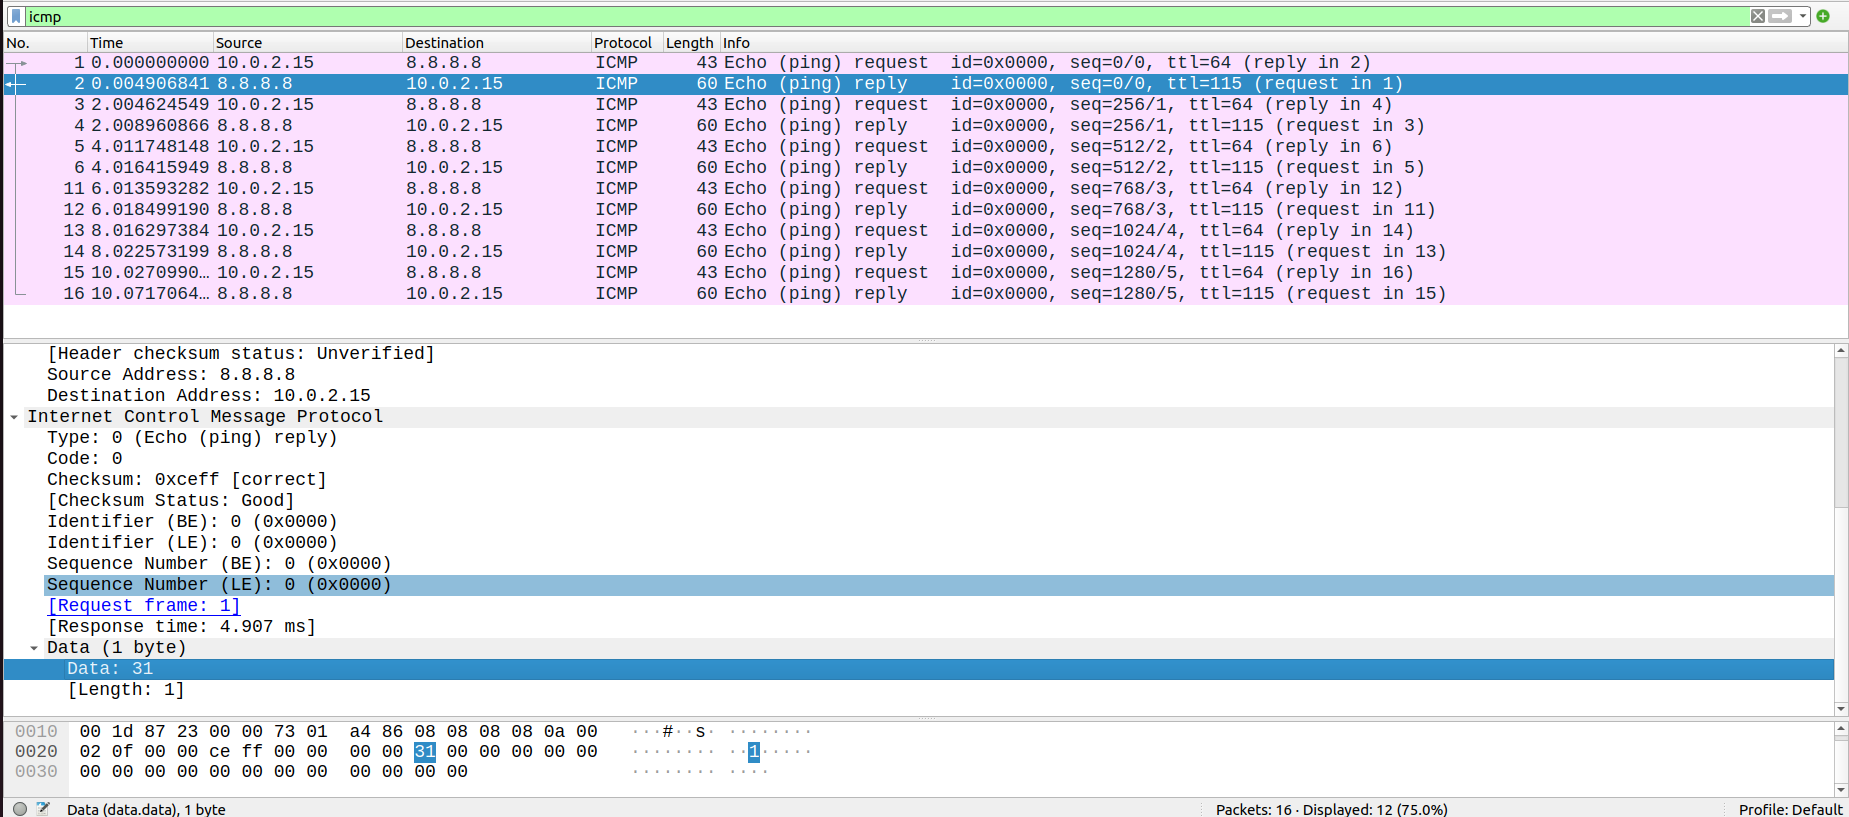 icmp
No. Time Source Destination Protocol Length Info
1 0.000000000 10.0.2.15 8.8.8.8 ICMP 43 Echo (ping) request id=0x0000, seq=0/0, ttl=64 (reply in 2)
2 0.004906841 8.8.8.8 10.0.2.15 ICMP 60 Echo (ping) reply id=0x0000, seq=0/0, ttl=115 (request in 1)
3 2.004624549 10.0.2.15 8.8.8.8 ICMP 43 Echo (ping) request id=0x0000, seq=256/1, ttl=64 (reply in 4)
4 2.008960866 8.8.8.8 10.0.2.15 ICMP 60 Echo (ping) reply id=0x0000, seq=256/1, ttl=115 (request in 3)
5 4.011748148 10.0.2.15 8.8.8.8 ICMP 43 Echo (ping) request id=0x0000, seq=512/2, ttl=64 (reply in 6)
6 4.016415949 8.8.8.8 10.0.2.15 ICMP 60 Echo (ping) reply id=0x0000, seq=512/2, ttl=115 (request in 5)
11 6.013593282 10.0.2.15 8.8.8.8 ICMP 43 Echo (ping) request id=0x0000, seq=768/3, ttl=64 (reply in 12)
12 6.018499190 8.8.8.8 10.0.2.15 ICMP 60 Echo (ping) reply id=0x0000, seq=768/3, ttl=115 (request in 11)
13 8.016297384 10.0.2.15 8.8.8.8 ICMP 43 Echo (ping) request id=0x0000, seq=1024/4, ttl=64 (reply in 14)
14 8.022573199 8.8.8.8 10.0.2.15 ICMP 60 Echo (ping) reply id=0x0000, seq=1024/4, ttl=115 (request in 13)
15 10.0270990… 10.0.2.15 8.8.8.8 ICMP 43 Echo (ping) request id=0x0000, seq=1280/5, ttl=64 (reply in 16)
16 10.0717064… 8.8.8.8 10.0.2.15 ICMP 60 Echo (ping) reply id=0x0000, seq=1280/5, ttl=115 (request in 15)
[Header checksum status: Unverified]
Source Address: 8.8.8.8
Destination Address: 10.0.2.15
Internet Control Message Protocol
Type: 0 (Echo (ping) reply)
Code: 0
Checksum: 0xceff [correct]
[Checksum Status: Good]
Identifier (BE): 0 (0x0000)
Identifier (LE): 0 (0x0000)
Sequence Number (BE): 0 (0x0000)
Sequence Number (LE): 0 (0x0000)
[Request frame: 1]
[Response time: 4.907 ms]
Data (1 byte)
Data: 31
[Length: 1]
0010 00 1d 87 23 00 00 73 01 a4 86 08 08 08 08 0a 00 ···#··s· ········
0020 02 0f 00 00 ce ff 00 00 00 00 31 00 00 00 00 00 ········ ··1·····
0030 00 00 00 00 00 00 00 00 00 00 00 00 ········ ····
Data (data.data), 1 byte Packets: 16 · Displayed: 12 (75.0%) Profile: Default